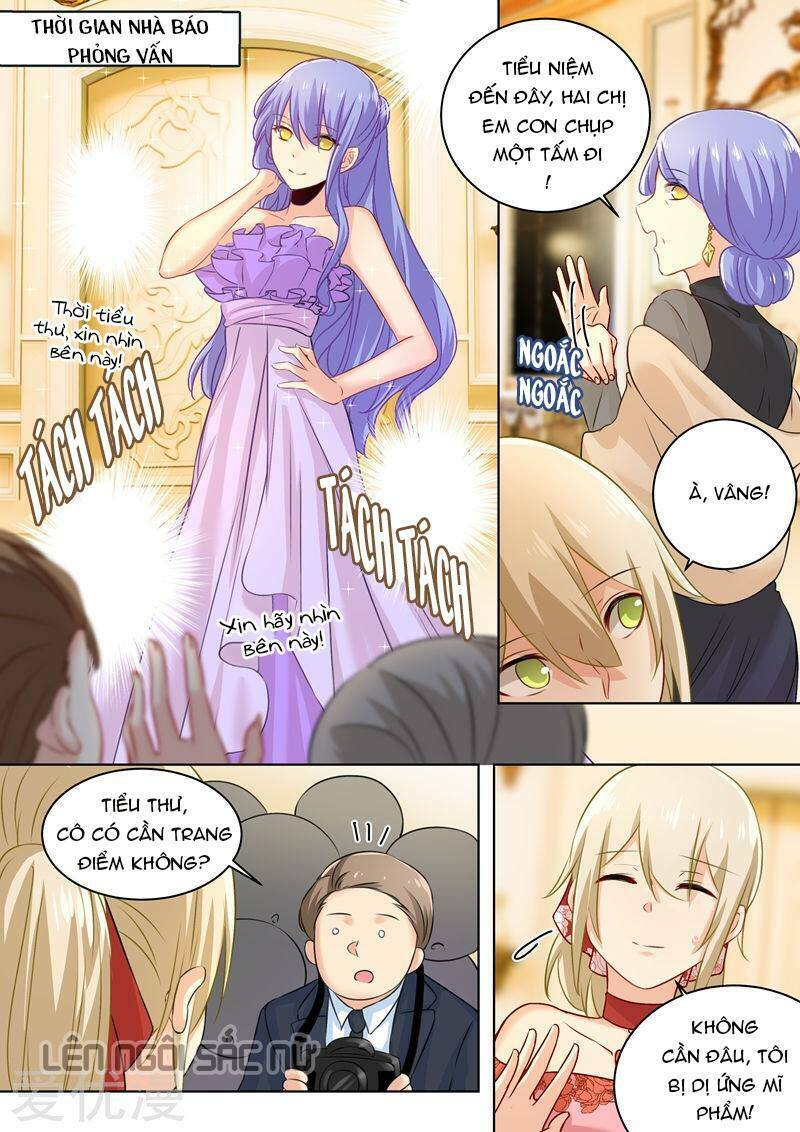 THỜI GIAN NHÀ BÁO
PHỎNG VẤN
TIỂU NIỆM
ĐẾN ĐÂY, HAI CHỊ
EM CON CHỤP
MỘT TẤM ĐI
!
Thời tiểu
thư, xin nhìn
bên này!
TÁCH TÁCH
NGOẮC
NGOẮC
À, VÂNG!
TÁCH TÁCH
Xin hãy nhìn
bên này!
TIỂU THƯ,
CÔ CÓ CẦN TRANG
ĐIỂM KHÔNG?
KHÔNG
CẦN ĐÂU, TÔI
BỊ DỊ ỨNG MĨ
PHẨM!
LÊN NGÔI SẮC NỮ
爱优漫